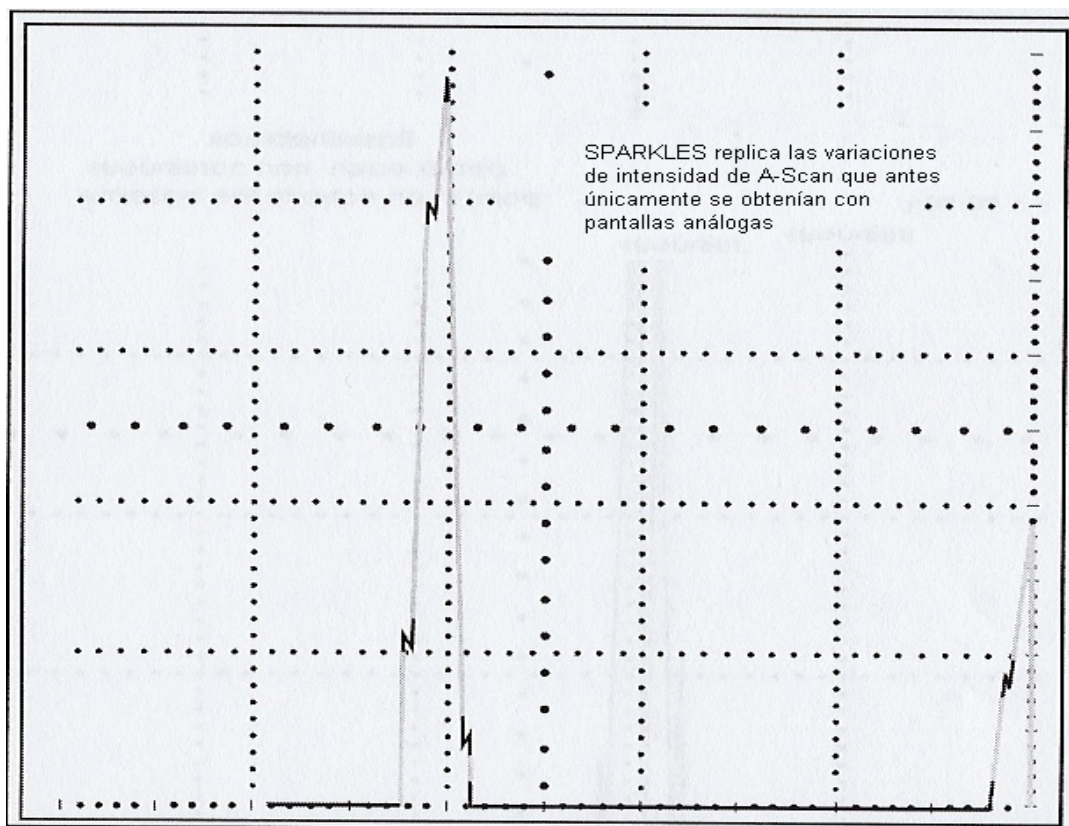 SPARKLES replica las variaciones
de intensidad de A-Scan que antes
únicamente se obtenían con
pantallas análogas